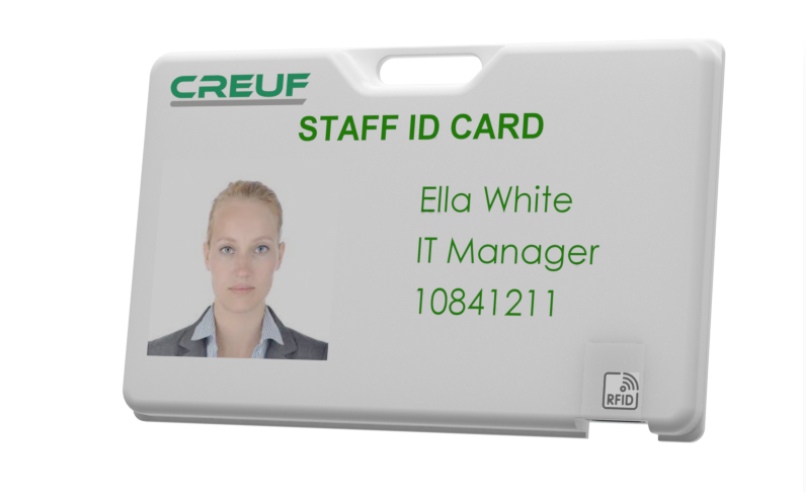 CREUF
STAFF ID CARD
Ella White
IT Manager
10841211
RFID